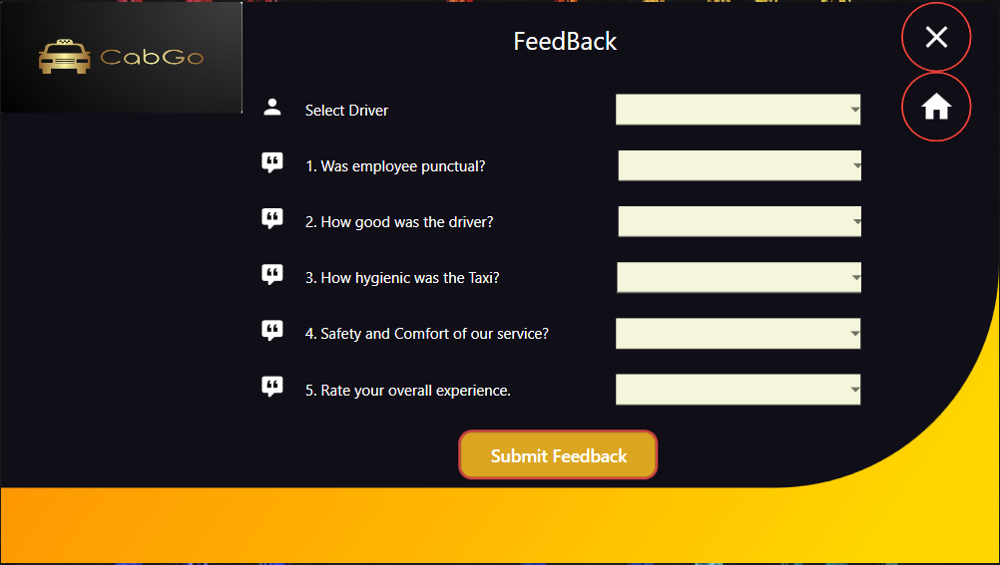 CabGo
FeedBack
Select Driver
1. Was employee punctual?
2. How good was the driver?
3. How hygienic was the Taxi?
4. Safety and Comfort of our service?
5. Rate your overall experience.
Submit Feedback